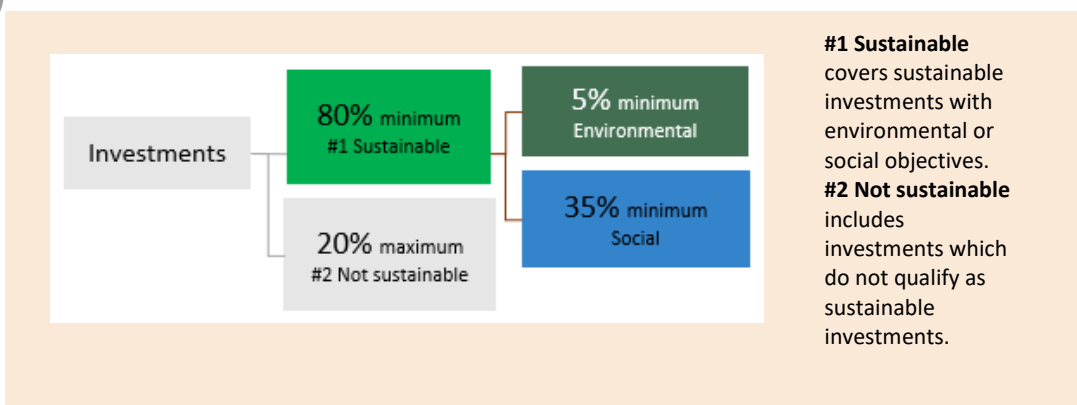 Investments
80% minimum
#1 Sustainable
20% maximum
#2 Not sustainable
5% minimum
Environmental
35% minimum
Social
#1 Sustainable
covers sustainable
investments with
environmental or
social objectives.
#2 Not sustainable
includes
investments which
do not qualify as
sustainable
investments.